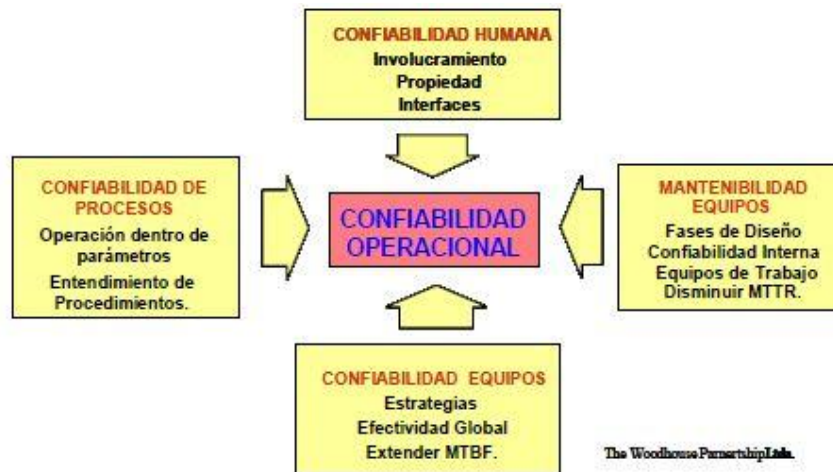 CONFIABILIDAD HUMANA
Involucramiento
Propiedad
Interfaces
CONFIABILIDAD DE
PROCESOS
Operación dentro de
parámetros
Entendimiento de
Procedimientos.
CONFIABILIDAD
OPERACIONAL
MANTENIBILIDAD
EQUIPOS
Fases de Diseño
Confiabilidad Interna
Equipos de Trabajo
Disminuir MTTR.
CONFIABILIDAD EQUIPOS
Estrategias
Efectividad Global
Extender MTBF.
The Woodhouse